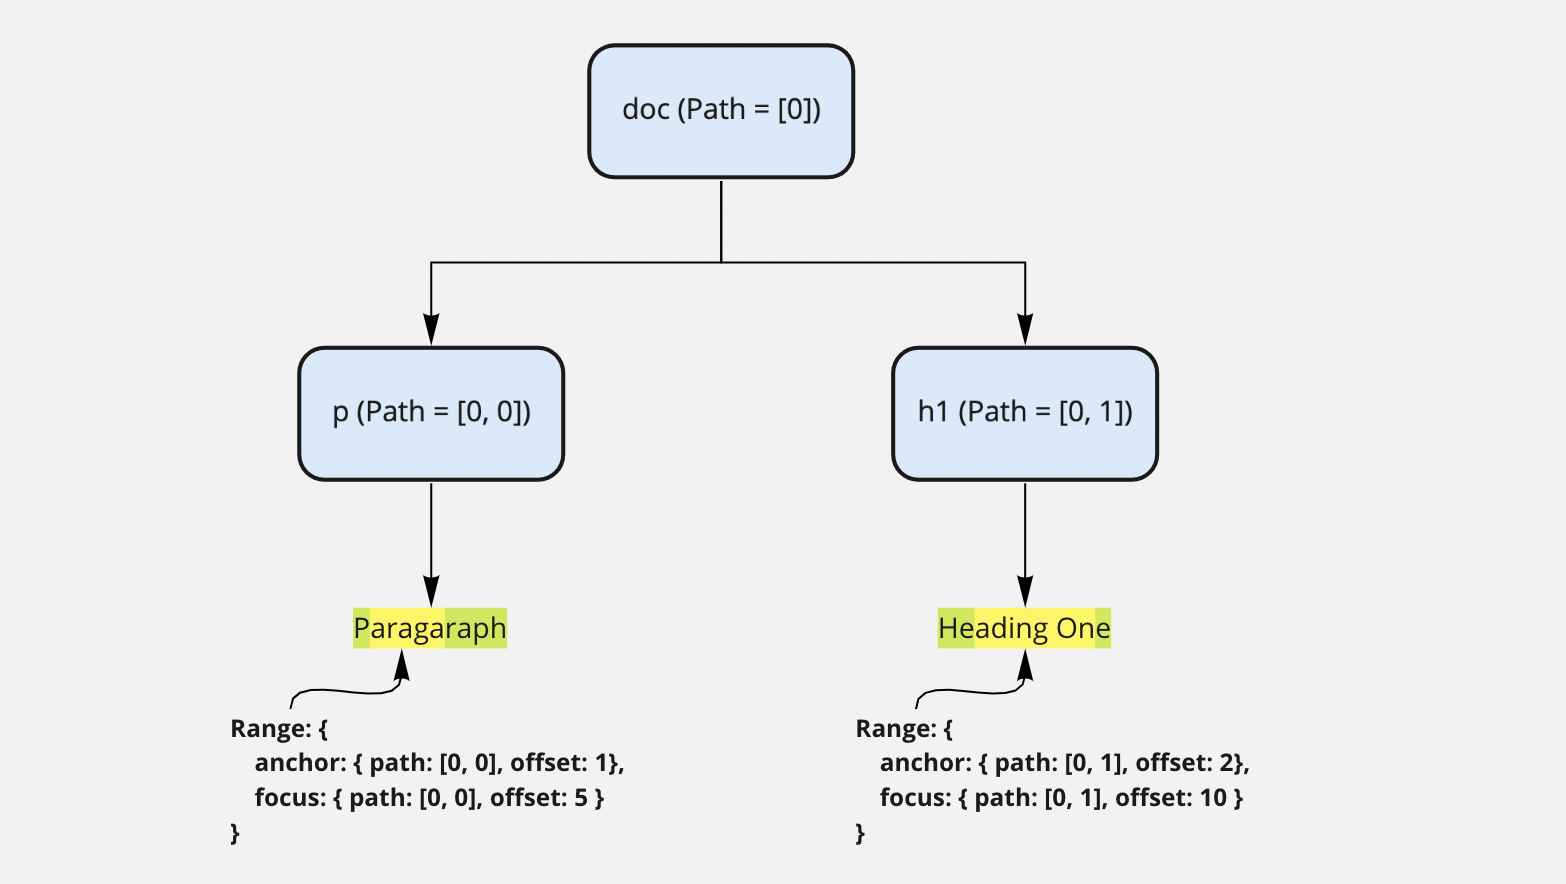 doc (Path = [0])
p (Path = [0, 0])
h1 (Path = [0, 1])
Paragaraph
Heading One
Range: {
anchor: { path: [0, 0], offset: 1},
focus: { path: [0, 0], offset: 5 }
}
Range: {
anchor: { path: [0, 1], offset: 2},
focus: { path: [0, 1], offset: 10 }
}